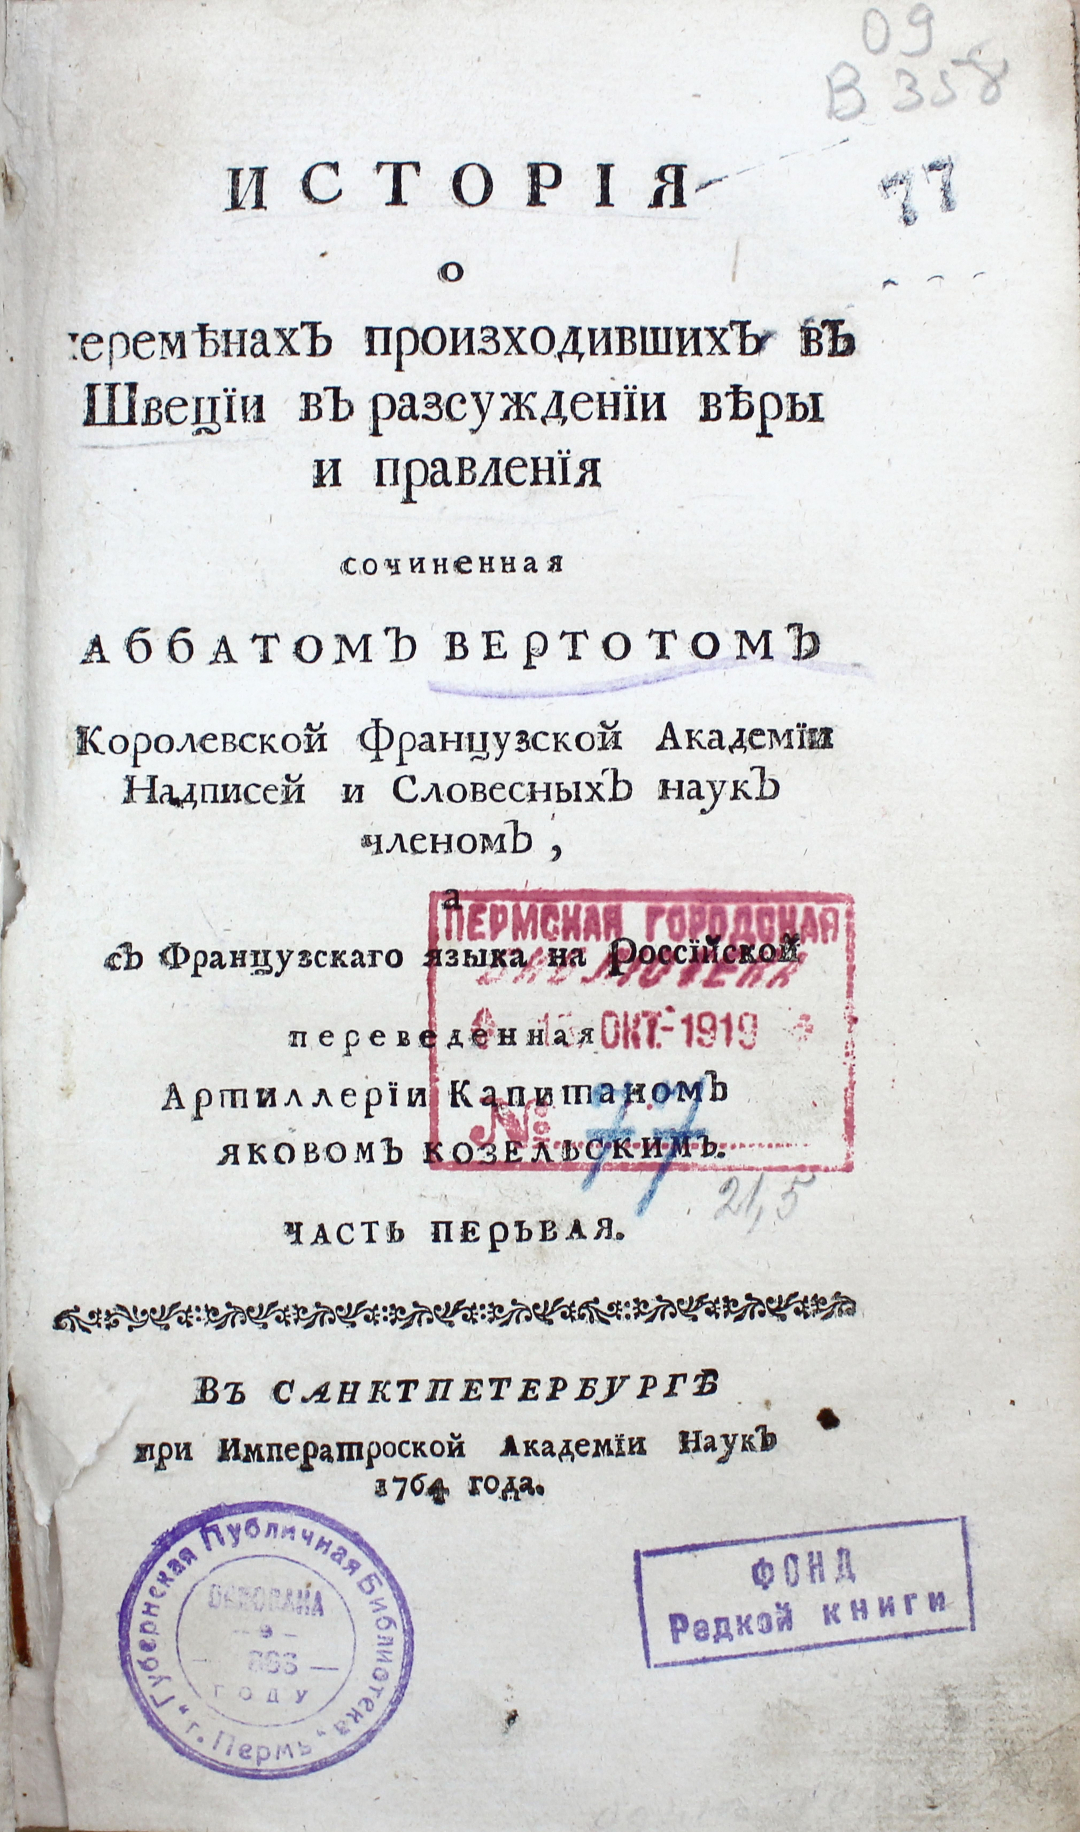 09
В 358
77
ИСТОРІЯ
о
перемѣнахЪ произходившихЪ вЪ
Швеціи вЪ разсужденіи вѣры
и правленія
сочиненная
АббатомЪ ВертотомЪ
Королевской Французской Академіи
Надписей и СловесныхЪ наукЪ
членомЪ ,
а
сЪ Французскаго языка на Россійской
переведенная
Артиллеріи КапитаномЪ
ЯКОВОМЪ КОЗЕЛЬСКИМЪ.
ЧАСТЬ ПЕРЬВАЯ.
ВЪ САНКТПЕТЕРБУРГѢ
при Императроской Академіи НаукЪ
1764 года.
ПЕРМСКАЯ ГОРОДСКАЯ
БИБЛІОТЕКА
ОКТ. 1919
№ 77
21,5
Губернская Публичная Библиотека
г. Пермь
ОСНОВАНА
ГОДУ
ФОНД
Редкой книги